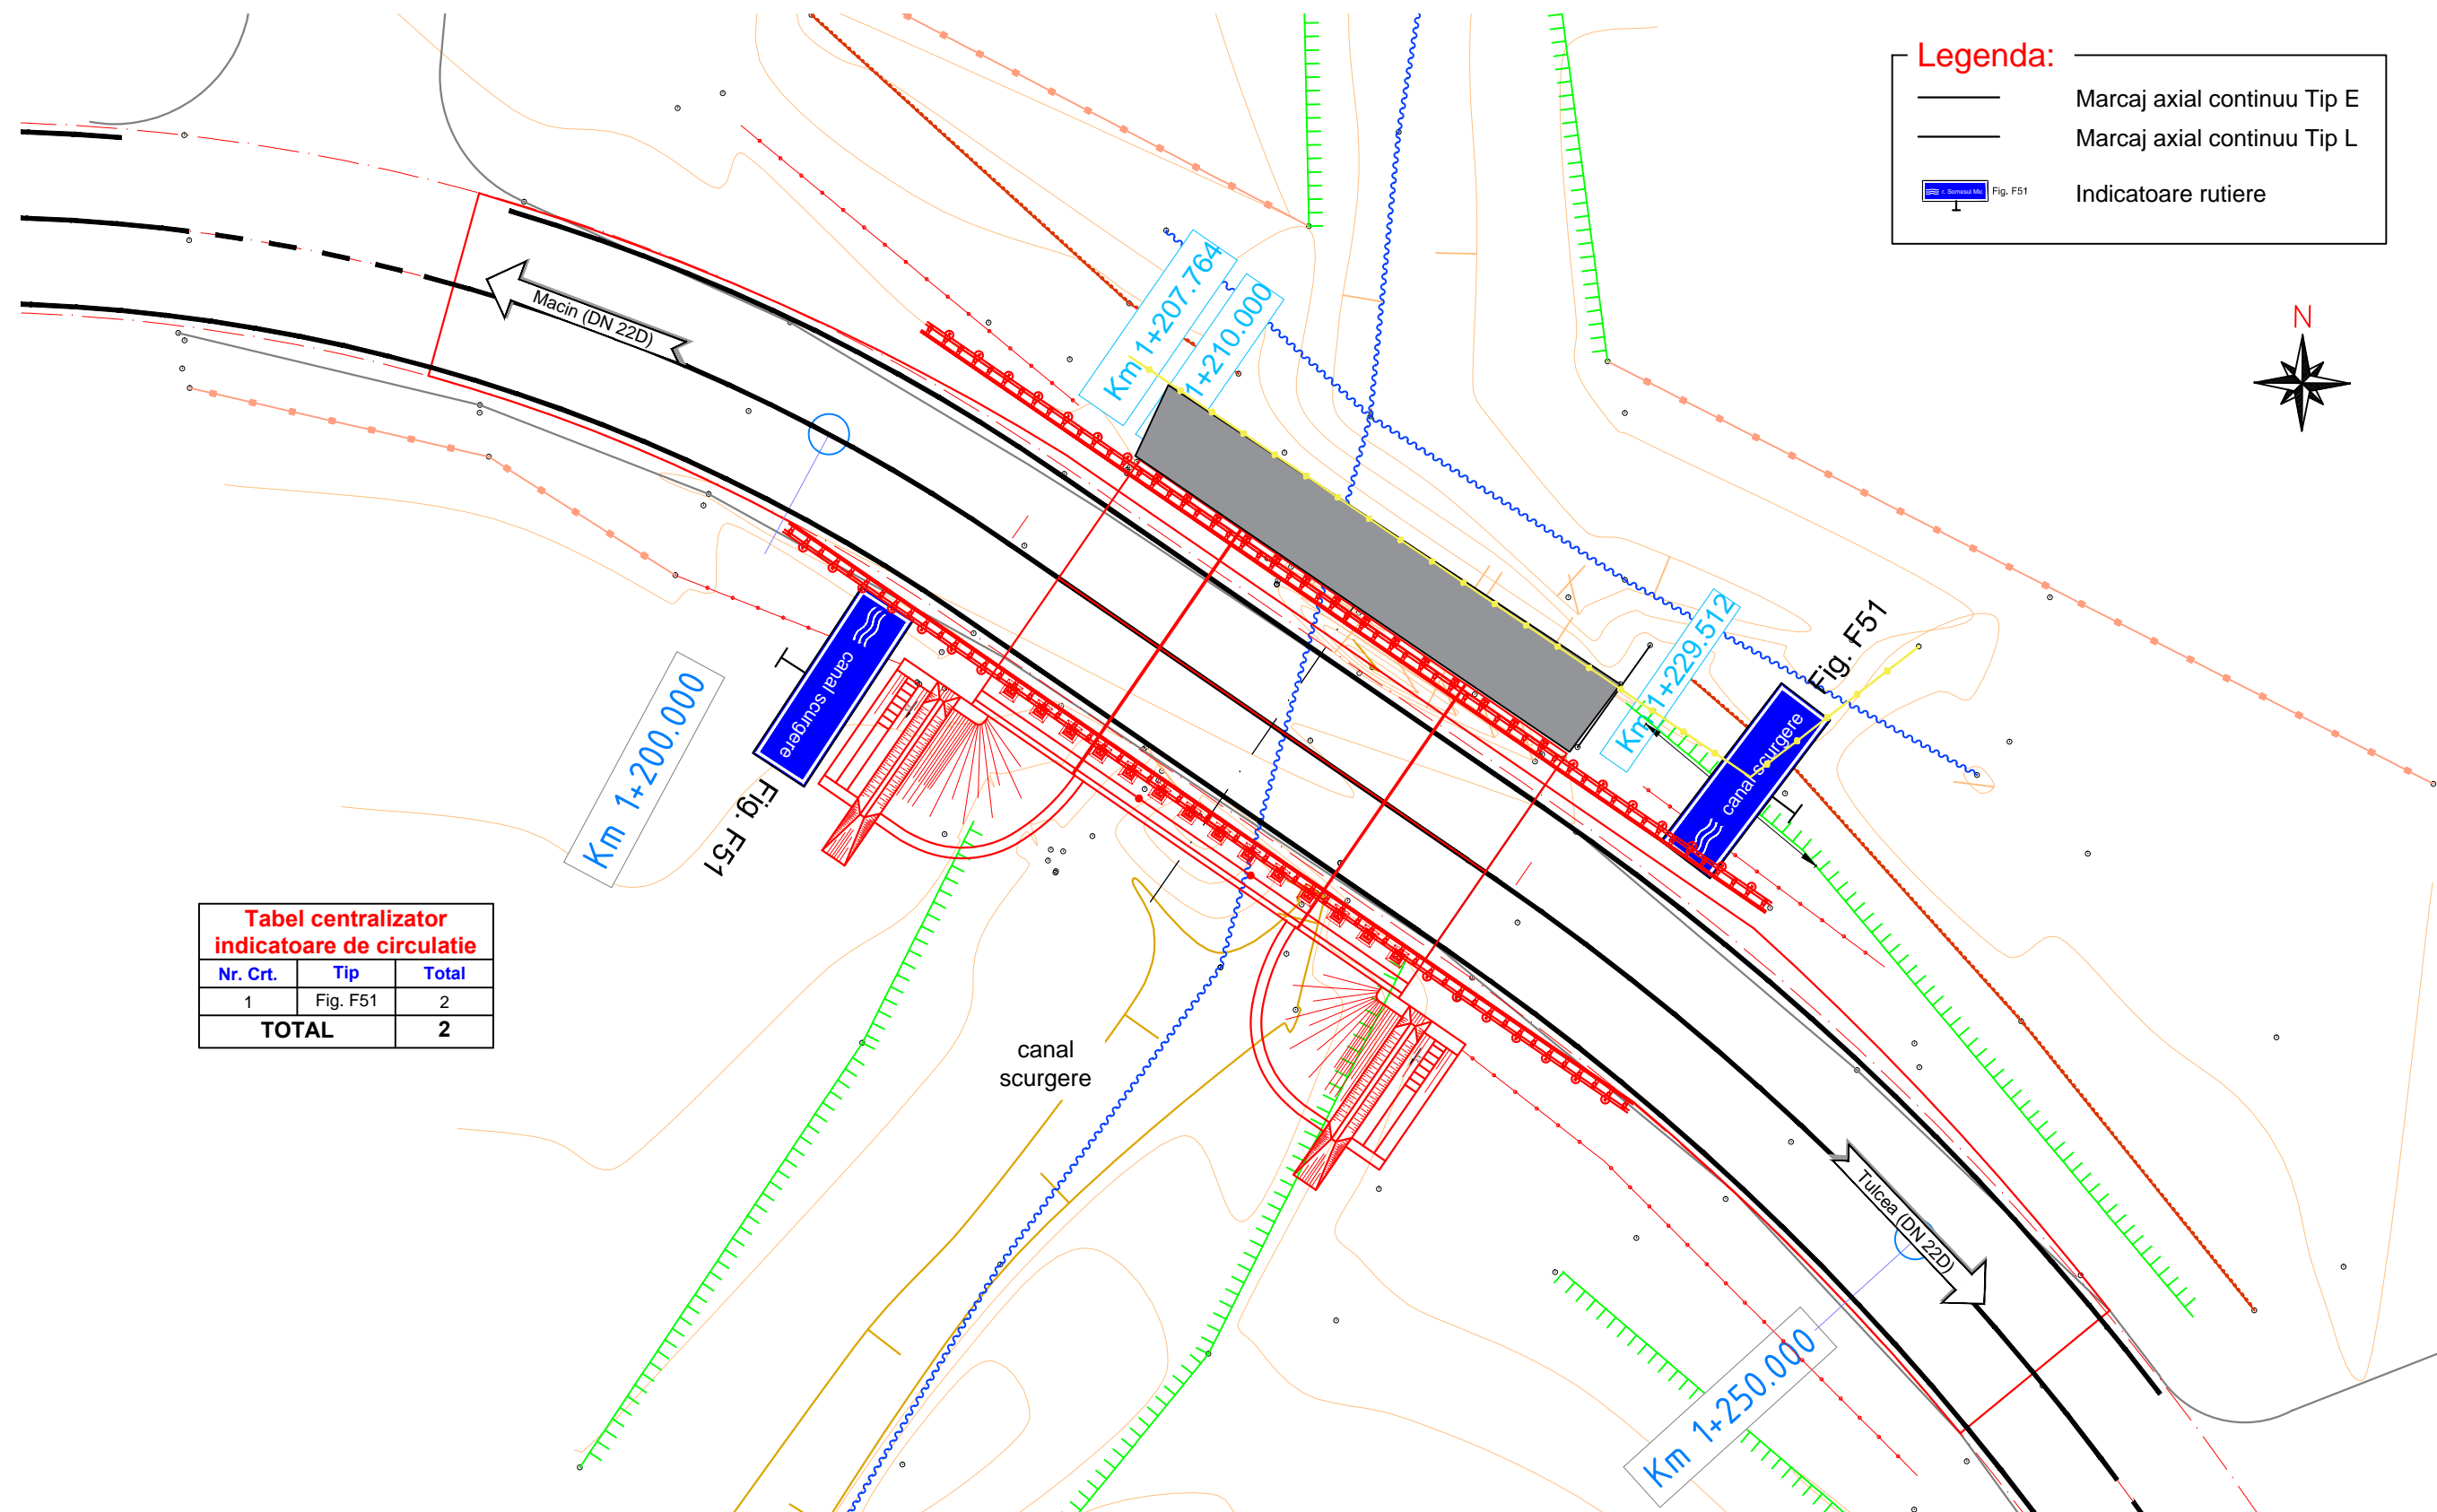 Legenda:
Marcaj axial continuu Tip E
Marcaj axial continuu Tip L
r. Somesul Mic
Fig. F51
Indicatoare rutiere
N
Macin (DN 22D)
Km 1+207.764
1+210.000
Km 1+229.512
Fig. F51
canal scurgere
canal scurgere
Fig. F51
Km 1+200.000
Tabel centralizator
indicatoare de circulatie
Nr. Crt. Tip Total
1 Fig. F51 2
TOTAL 2
canal
scurgere
Tulcea (DN 22D)
Km 1+250.000